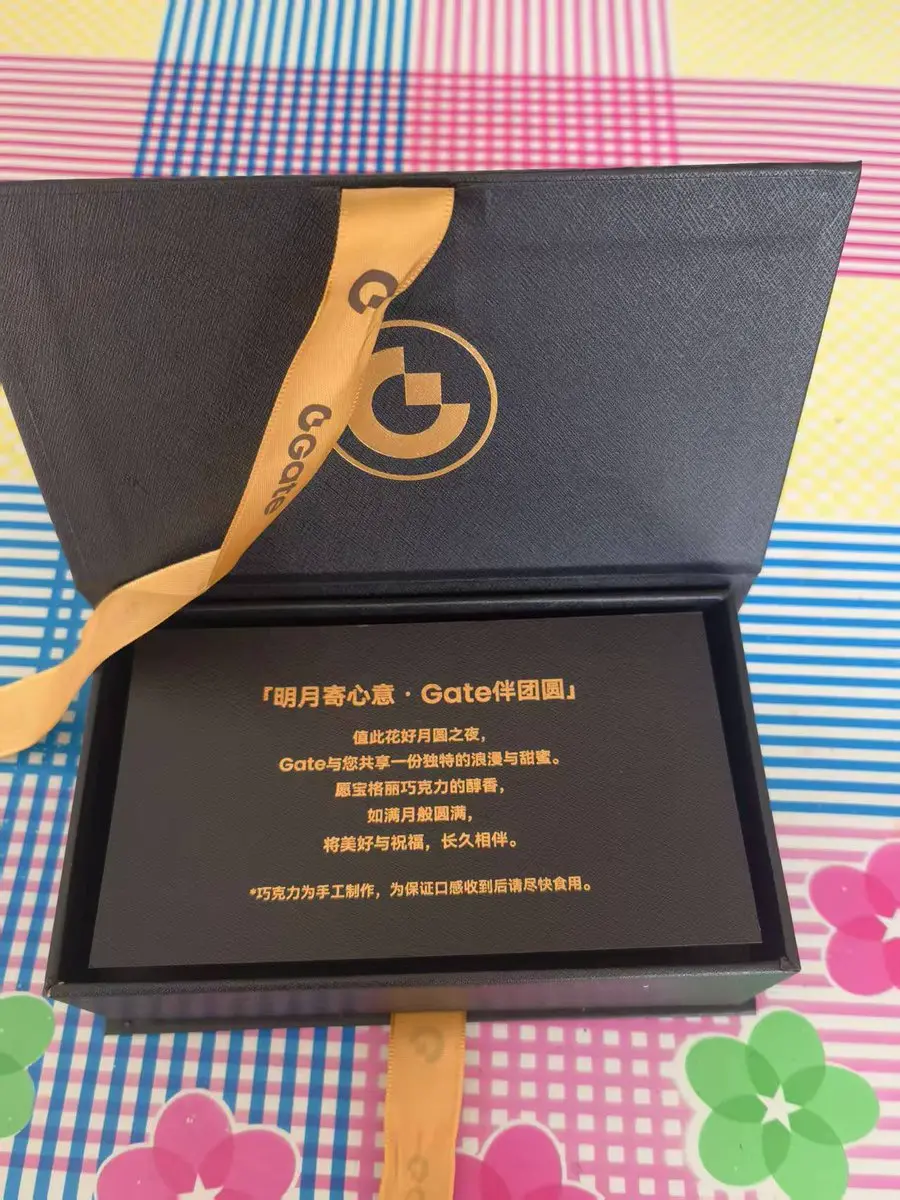 Gate
「明月寄心意 · Gate伴团圆」
值此花好月圆之夜，
Gate与您共享一份独特的浪漫与甜蜜。
愿宝格丽巧克力的醇香，
如满月般圆满，
将美好与祝福，长久相伴。
*巧克力为手工制作，为保证口感收到后请尽快食用。